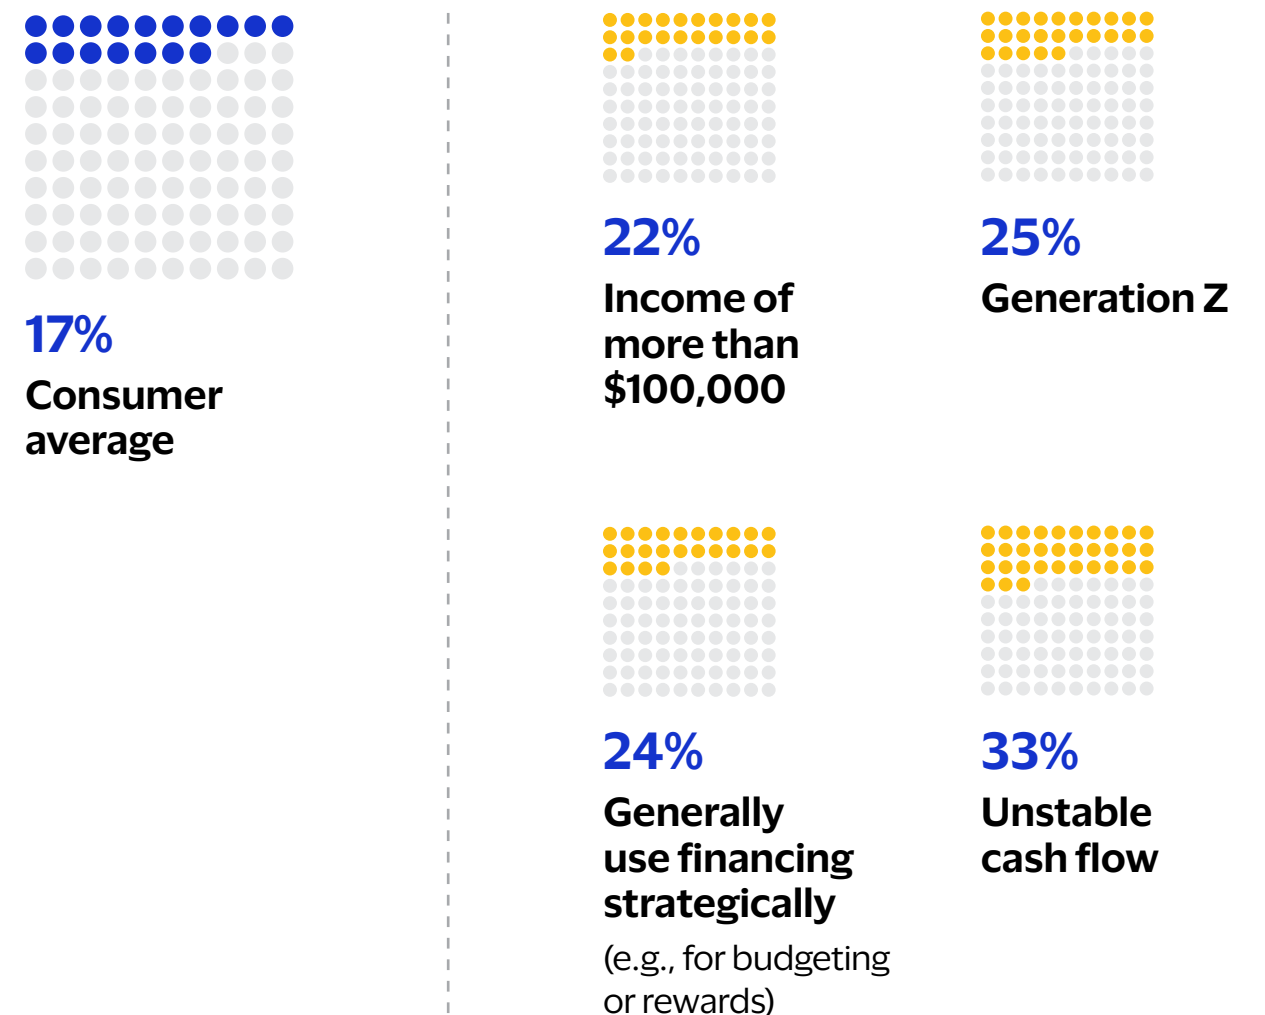 17%
Consumer
average
22%
Income of
more than
$100,000
25%
Generation Z
24%
Generally
use financing
strategically
(e.g., for budgeting
or rewards)
33%
Unstable
cash flow